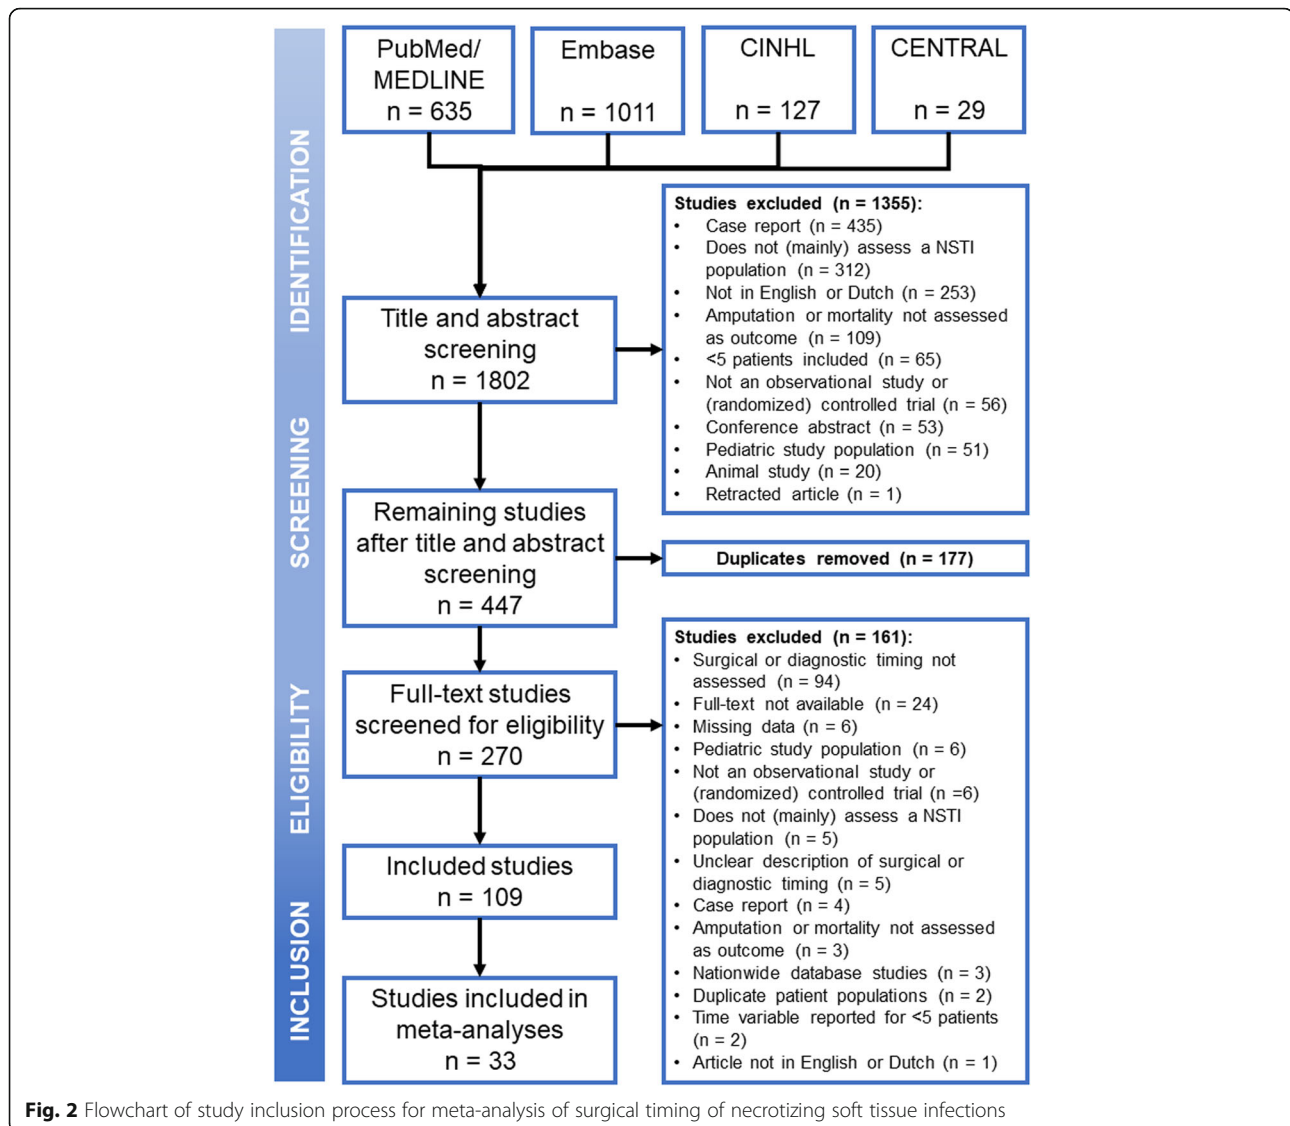 PubMed/
MEDLINE
n = 635
Embase
n = 1011
CINHL
n = 127
CENTRAL
n = 29
IDENTIFICATION
Title and abstract
screening
n = 1802
Studies excluded (n = 1355):
• Case report (n = 435)
• Does not (mainly) assess a NSTI
population (n = 312)
• Not in English or Dutch (n = 253)
• Amputation or mortality not assessed
as outcome (n = 109)
• <5 patients included (n = 65)
• Not an observational study or
(randomized) controlled trial (n = 56)
• Conference abstract (n = 53)
• Pediatric study population (n = 51)
• Animal study (n = 20)
• Retracted article (n = 1)
SCREENING
Remaining studies
after title and abstract
screening
n = 447
Duplicates removed (n = 177)
ELIGIBILITY
Full-text studies
screened for eligibility
n = 270
Studies excluded (n = 161):
• Surgical or diagnostic timing not
assessed (n = 94)
• Full-text not available (n = 24)
• Missing data (n = 6)
• Pediatric study population (n = 6)
• Not an observational study or
(randomized) controlled trial (n =6)
• Does not (mainly) assess a NSTI
population (n = 5)
• Unclear description of surgical or
diagnostic timing (n = 5)
• Case report (n = 4)
• Amputation or mortality not assessed
as outcome (n = 3)
• Nationwide database studies (n = 3)
• Duplicate patient populations (n = 2)
• Time variable reported for <5 patients
(n = 2)
• Article not in English or Dutch (n = 1)
INCLUSION
Included studies
n = 109
Studies included in
meta-analyses
n = 33
Fig. 2 Flowchart of study inclusion process for meta-analysis of surgical timing of necrotizing soft tissue infections